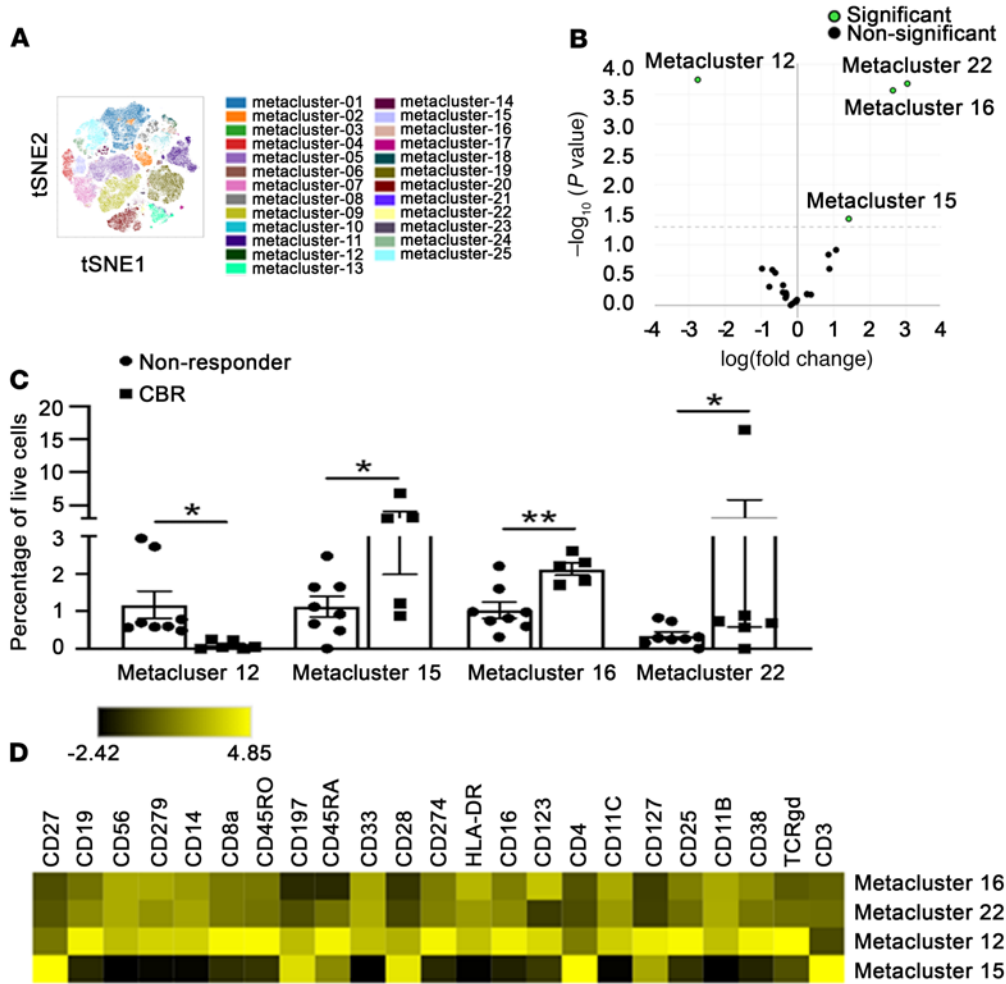 A
tSNE2
tSNE1
metacluster-01
metacluster-02
metacluster-03
metacluster-04
metacluster-05
metacluster-06
metacluster-07
metacluster-08
metacluster-09
metacluster-10
metacluster-11
metacluster-12
metacluster-13
metacluster-14
metacluster-15
metacluster-16
metacluster-17
metacluster-18
metacluster-19
metacluster-20
metacluster-21
metacluster-22
metacluster-23
metacluster-24
metacluster-25
B
Significant
Non-significant
Metacluster 12
Metacluster 22
Metacluster 16
Metacluster 15
−log10 (P value)
4.0
3.5
3.0
2.5
2.0
1.5
1.0
0.5
0.0
-4 -3 -2 -1 0 1 2 3 4
log(fold change)
C
Non-responder
CBR
Percentage of live cells
20
15
10
5
3
2
1
0
* * ** *
Metacluser 12 Metacluster 15 Metacluster 16 Metacluster 22
D
-2.42 4.85
CD27 CD19 CD56 CD279 CD14 CD8a CD45RO CD197 CD45RA CD33 CD28 CD274 HLA-DR CD16 CD123 CD4 CD11C CD127 CD25 CD11B CD38 TCRgd CD3
Metacluster 16
Metacluster 22
Metacluster 12
Metacluster 15